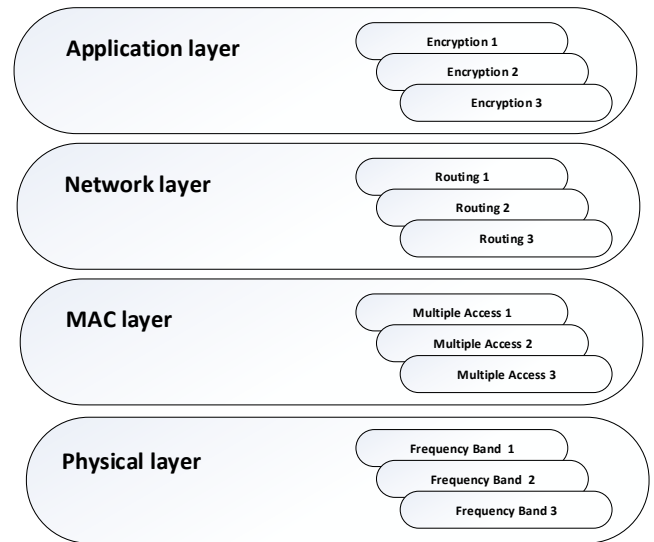 Application layer
Encryption 1
Encryption 2
Encryption 3
Network layer
Routing 1
Routing 2
Routing 3
MAC layer
Multiple Access 1
Multiple Access 2
Multiple Access 3
Physical layer
Frequency Band 1
Frequency Band 2
Frequency Band 3